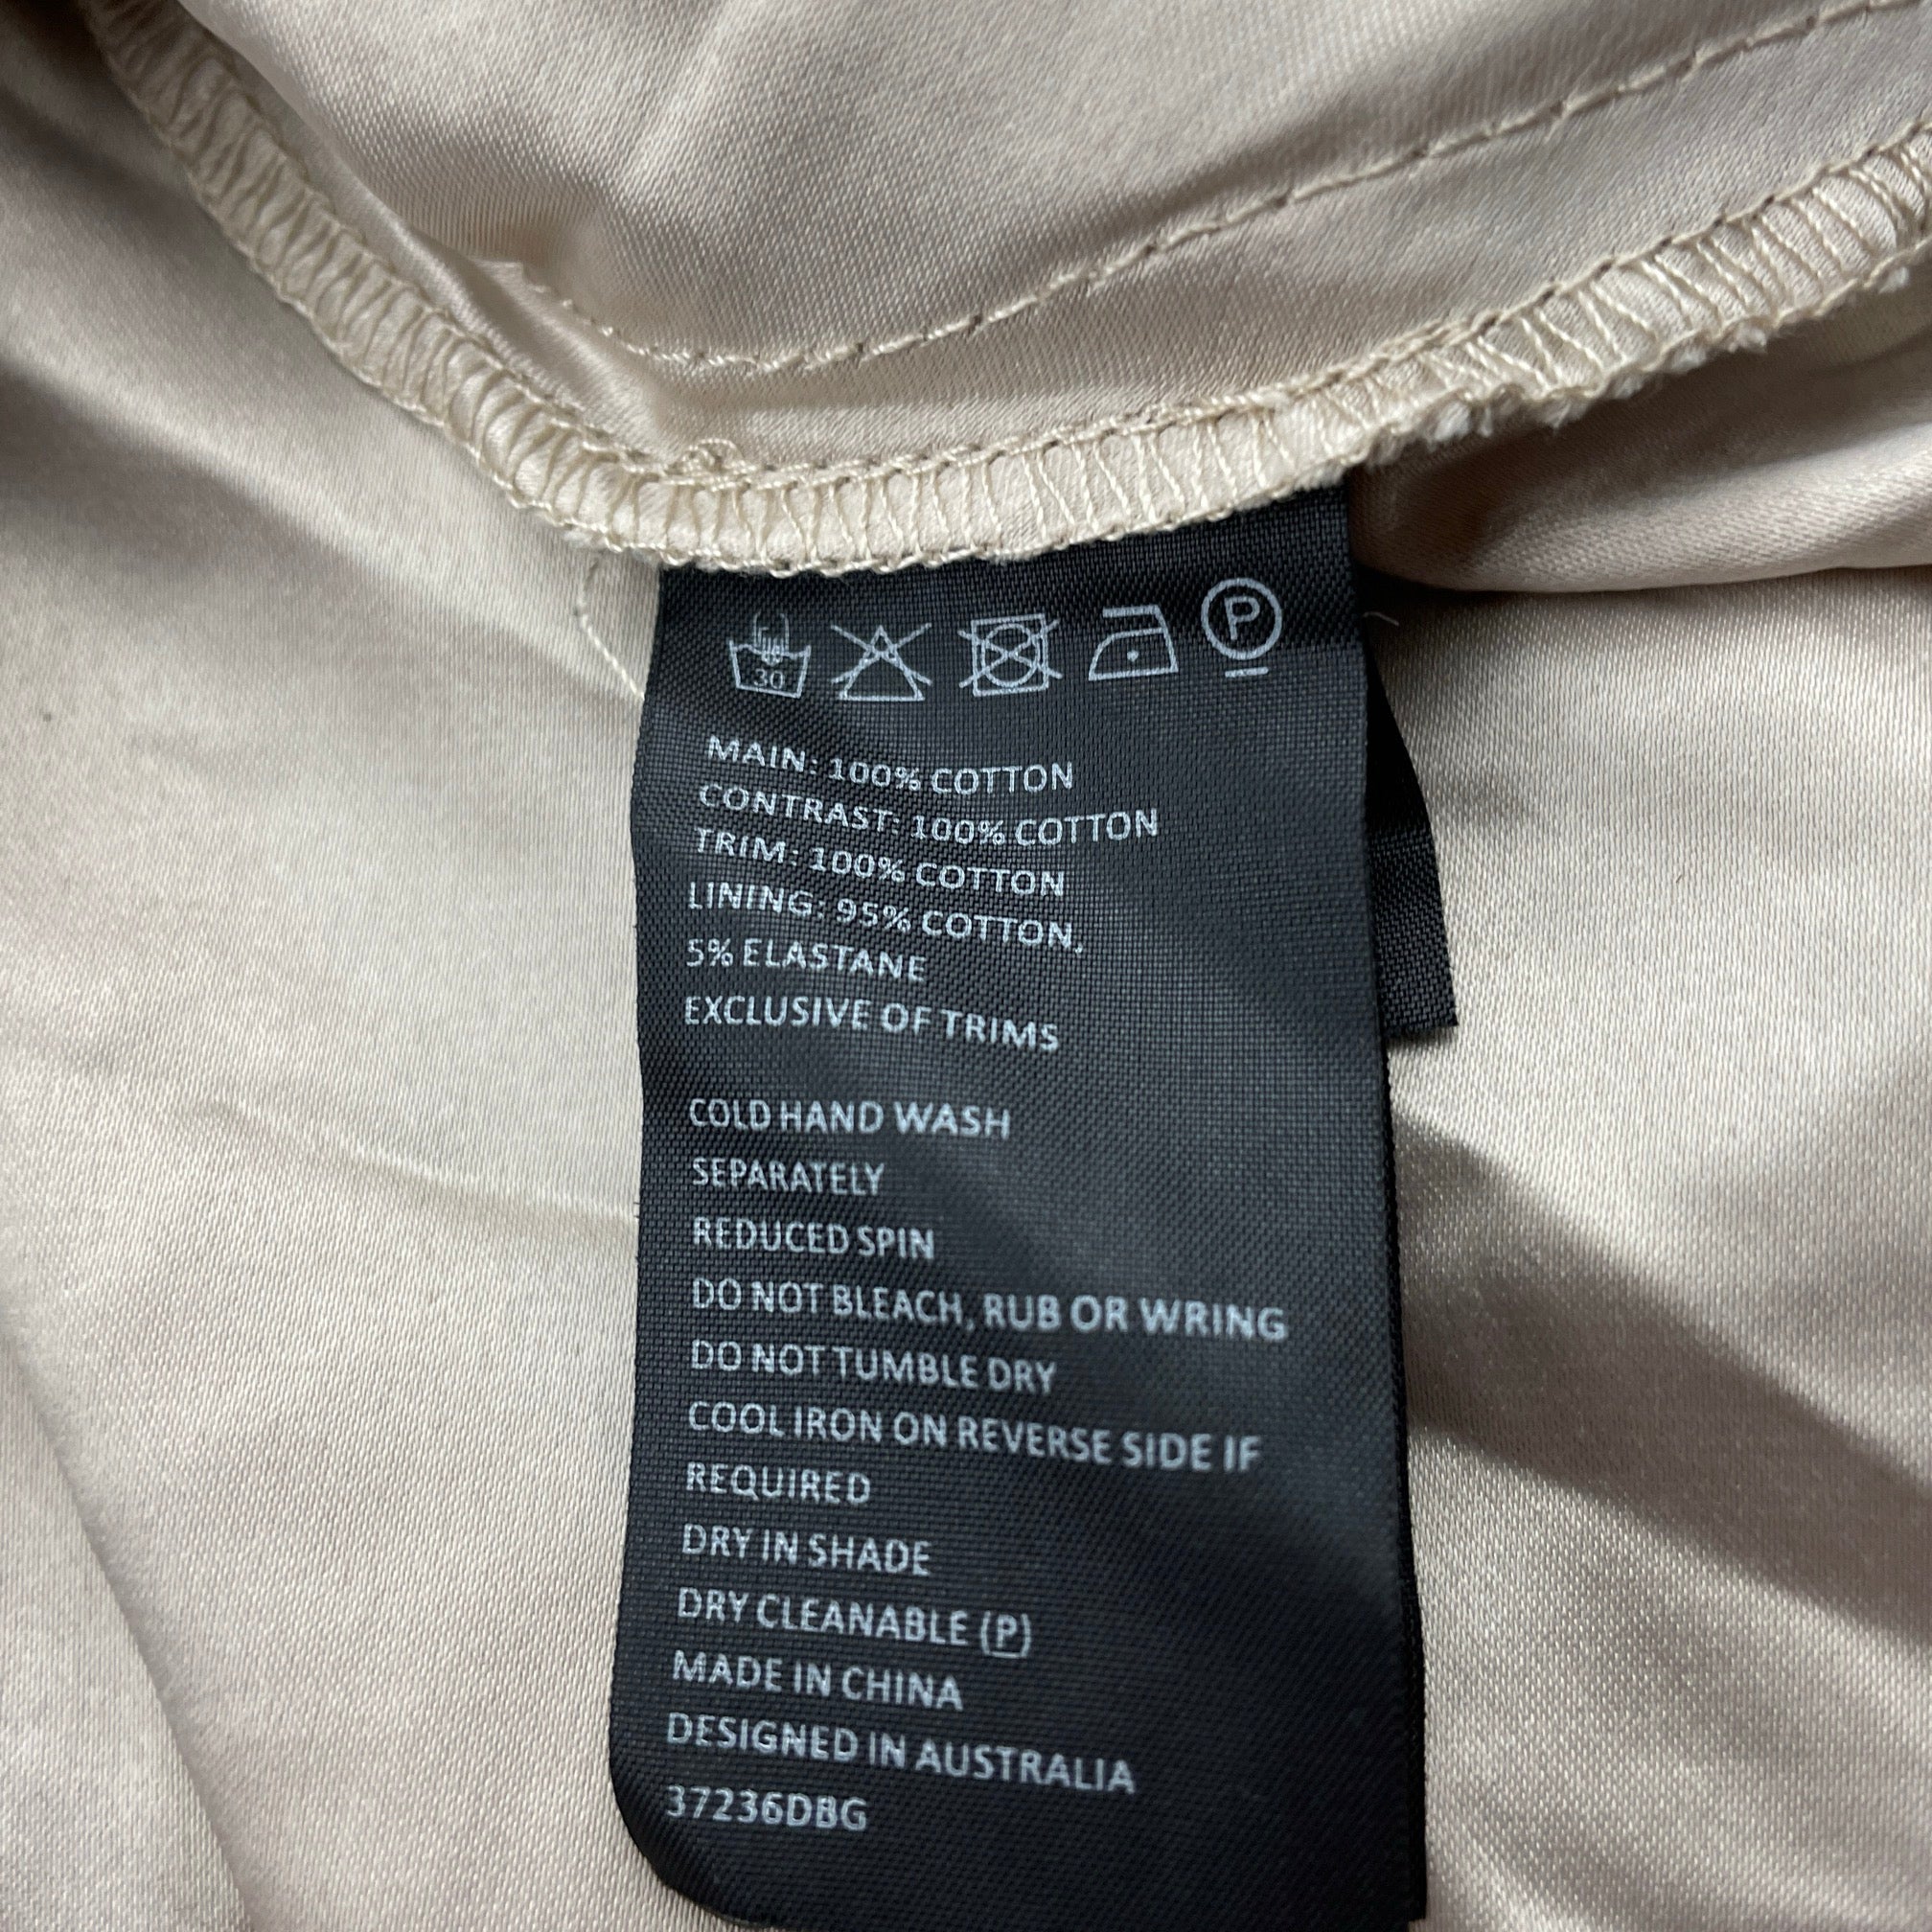 30
P
MAIN: 100% COTTON
CONTRAST: 100% COTTON
TRIM: 100% COTTON
LINING: 95% COTTON,
5% ELASTANE
EXCLUSIVE OF TRIMS
COLD HAND WASH
SEPARATELY
REDUCED SPIN
DO NOT BLEACH, RUB OR WRING
DO NOT TUMBLE DRY
COOL IRON ON REVERSE SIDE IF
REQUIRED
DRY IN SHADE
DRY CLEANABLE (P)
MADE IN CHINA
DESIGNED IN AUSTRALIA
37236DBG